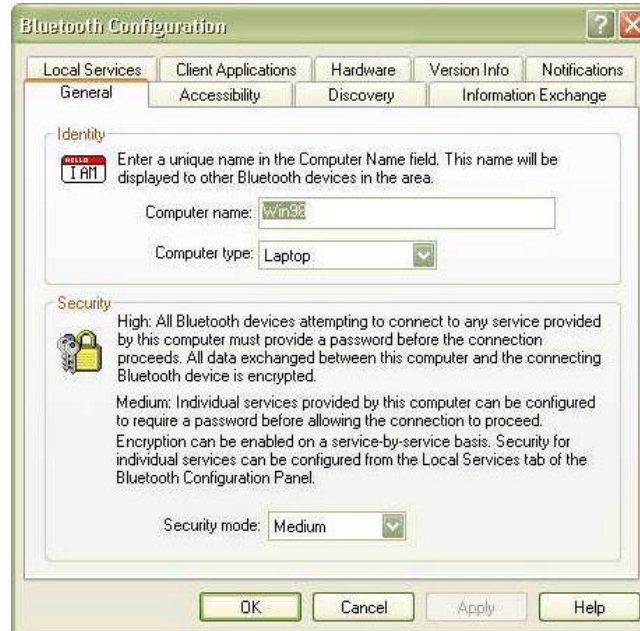 Bluetooth Configuration
Local Services Client Applications Hardware Version Info Notifications
General Accessibility Discovery Information Exchange
Identity
HELLO
I AM
Enter a unique name in the Computer Name field. This name will be
displayed to other Bluetooth devices in the area.
Computer name: Win98
Computer type: Laptop
Security
High: All Bluetooth devices attempting to connect to any service provided
by this computer must provide a password before the connection
proceeds. All data exchanged between this computer and the connecting
Bluetooth device is encrypted.
Medium: Individual services provided by this computer can be configured
to require a password before allowing the connection to proceed.
Encryption can be enabled on a service-by-service basis. Security for
individual services can be configured from the Local Services tab of the
Bluetooth Configuration Panel.
Security mode: Medium
OK Cancel Apply Help